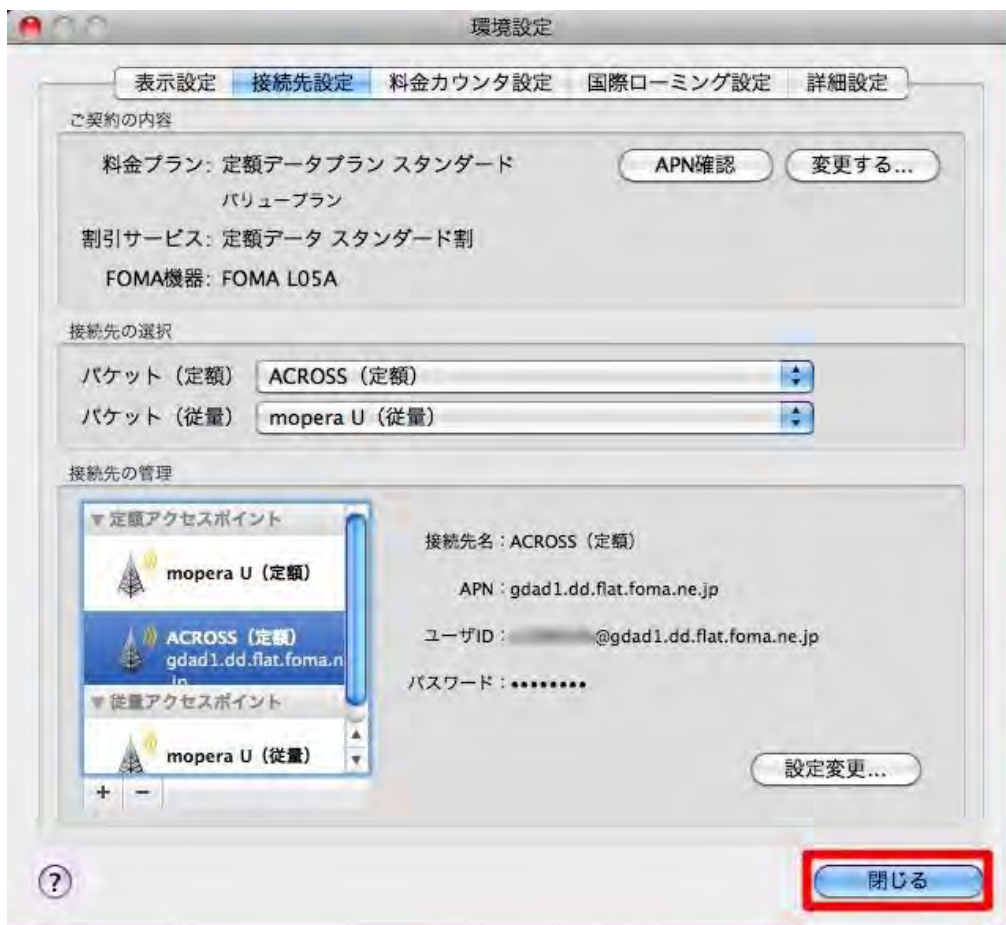 環境設定
表示設定 接続先設定 料金カウンタ設定 国際ローミング設定 詳細設定
ご契約の内容
料金プラン: 定額データプラン スタンダード APN確認 変更する...
バリュープラン
割引サービス: 定額データ スタンダード割
FOMA機器: FOMA L05A
接続先の選択
パケット（定額） ACROSS（定額）
パケット（従量） mopera U（従量）
接続先の管理
▼定額アクセスポイント
mopera U（定額）
ACROSS（定額）
gdad1.dd.flat.foma.n
▼従量アクセスポイント
mopera U（従量）
+ −
接続先名：ACROSS（定額）
APN：gdad1.dd.flat.foma.ne.jp
ユーザID：@gdad1.dd.flat.foma.ne.jp
パスワード：••••••••
設定変更...
?
閉じる